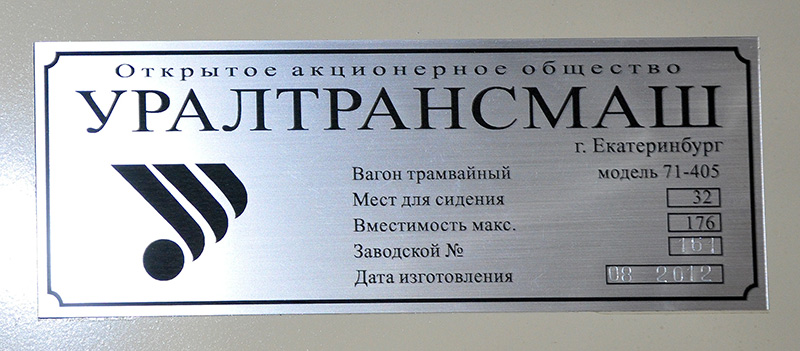 Открытое акционерное общество
УРАЛТРАНСМАШ
г. Екатеринбург
Вагон трамвайный модель 71-405
Мест для сидения 32
Вместимость макс. 176
Заводской № 161
Дата изготовления 08 2012